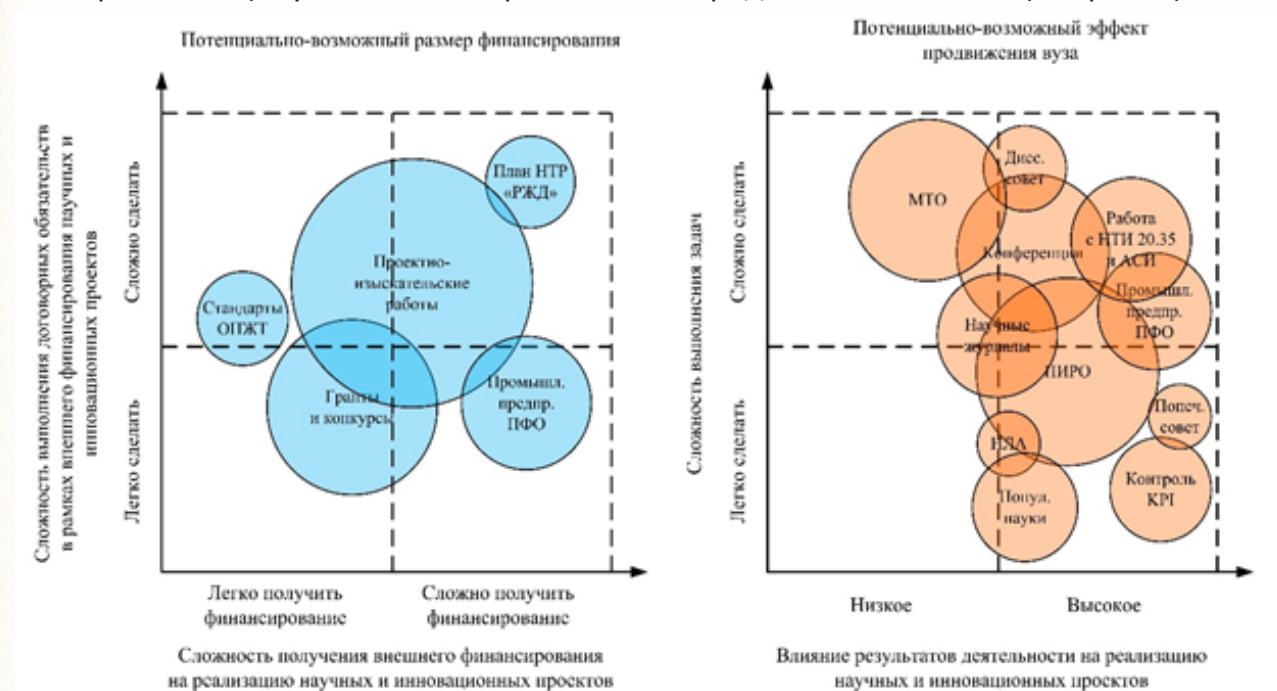 Потенциально-возможный размер финансирования
Сложность выполнения договорных обязательств
в рамках внешнего финансирования научных и
инновационных проектов
Сложно сделать
Легко сделать
План НТР
«РЖД»
Проектно-
изыскательские
работы
Стандарты
ОПЖТ
Гранты
и конкурсы
Промышл.
предпр.
ПФО
Легко получить
финансирование
Сложно получить
финансирование
Сложность получения внешнего финансирования
на реализацию научных и инновационных проектов
Потенциально-возможный эффект
продвижения вуза
Сложность выполнения задач
Сложно сделать
Легко сделать
МТО
Дисс.
совет
Конференции
Работа
с НТИ 20.35
и АСИ
Промышл.
предпр.
ПФО
Научные
журналы
ПИРО
Попеч.
совет
НЛА
Контроль
KPI
Попул.
науки
Низкое
Высокое
Влияние результатов деятельности на реализацию
научных и инновационных проектов